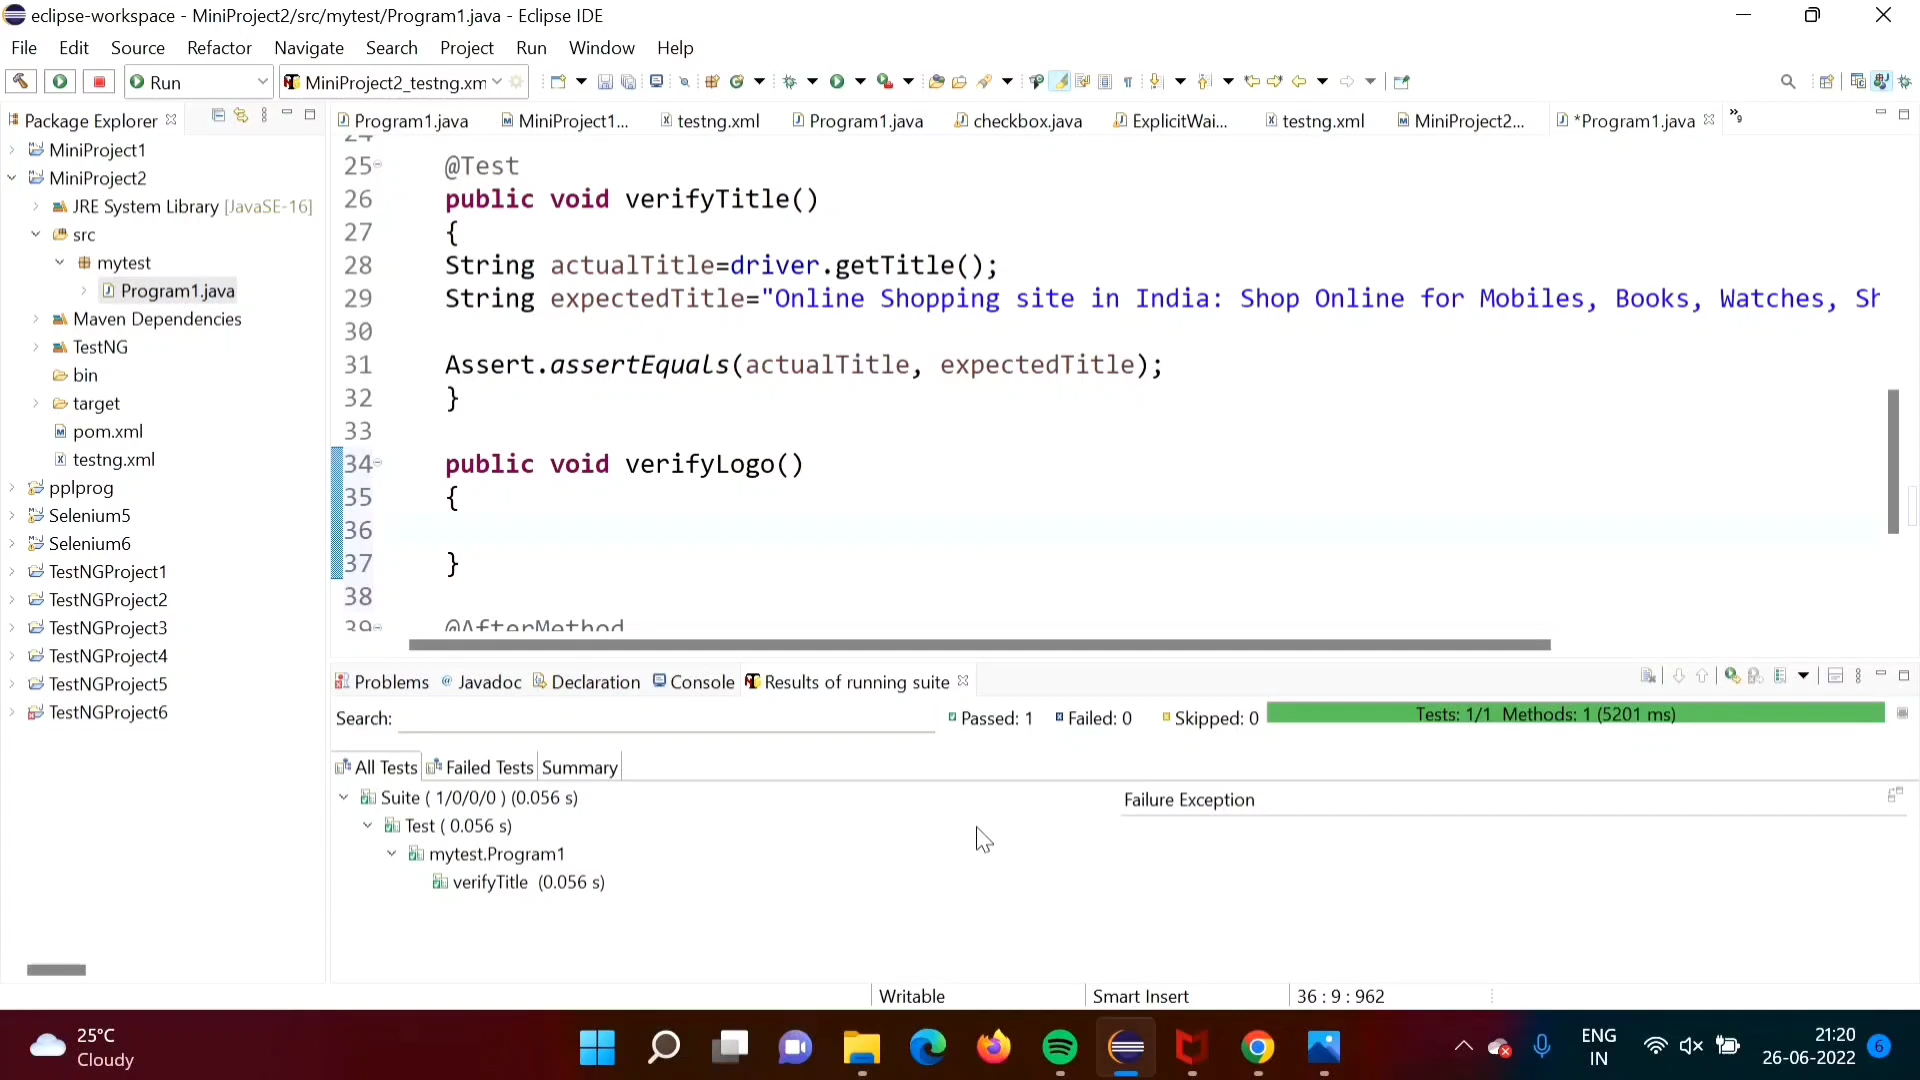 eclipse-workspace - MiniProject2/src/mytest/Program1.java - Eclipse IDE
File Edit Source Refactor Navigate Search Project Run Window Help
Run MiniProject2_testng.xm
Package Explorer
Program1.java MiniProject1... testng.xml Program1.java checkbox.java ExplicitWai... testng.xml MiniProject2... *Program1.java »9
MiniProject1
MiniProject2
JRE System Library [JavaSE-16]
src
mytest
Program1.java
Maven Dependencies
TestNG
bin
target
pom.xml
testng.xml
pplprog
Selenium5
Selenium6
TestNGProject1
TestNGProject2
TestNGProject3
TestNGProject4
TestNGProject5
TestNGProject6
24
25 @Test
26 public void verifyTitle()
27 {
28 String actualTitle=driver.getTitle();
29 String expectedTitle="Online Shopping site in India: Shop Online for Mobiles, Books, Watches, Sh
30
31 Assert.assertEquals(actualTitle, expectedTitle);
32 }
33
34 public void verifyLogo()
35 {
36
37 }
38
39 @AfterMethod
Problems @ Javadoc Declaration Console Results of running suite
Search: Passed: 1 Failed: 0 Skipped: 0 Tests: 1/1 Methods: 1 (5201 ms)
All Tests Failed Tests Summary
Suite ( 1/0/0/0 ) (0.056 s)
Test ( 0.056 s)
mytest.Program1
verifyTitle (0.056 s)
Failure Exception
Writable Smart Insert 36 : 9 : 962
25°C
Cloudy
ENG
IN
21:20
26-06-2022
6